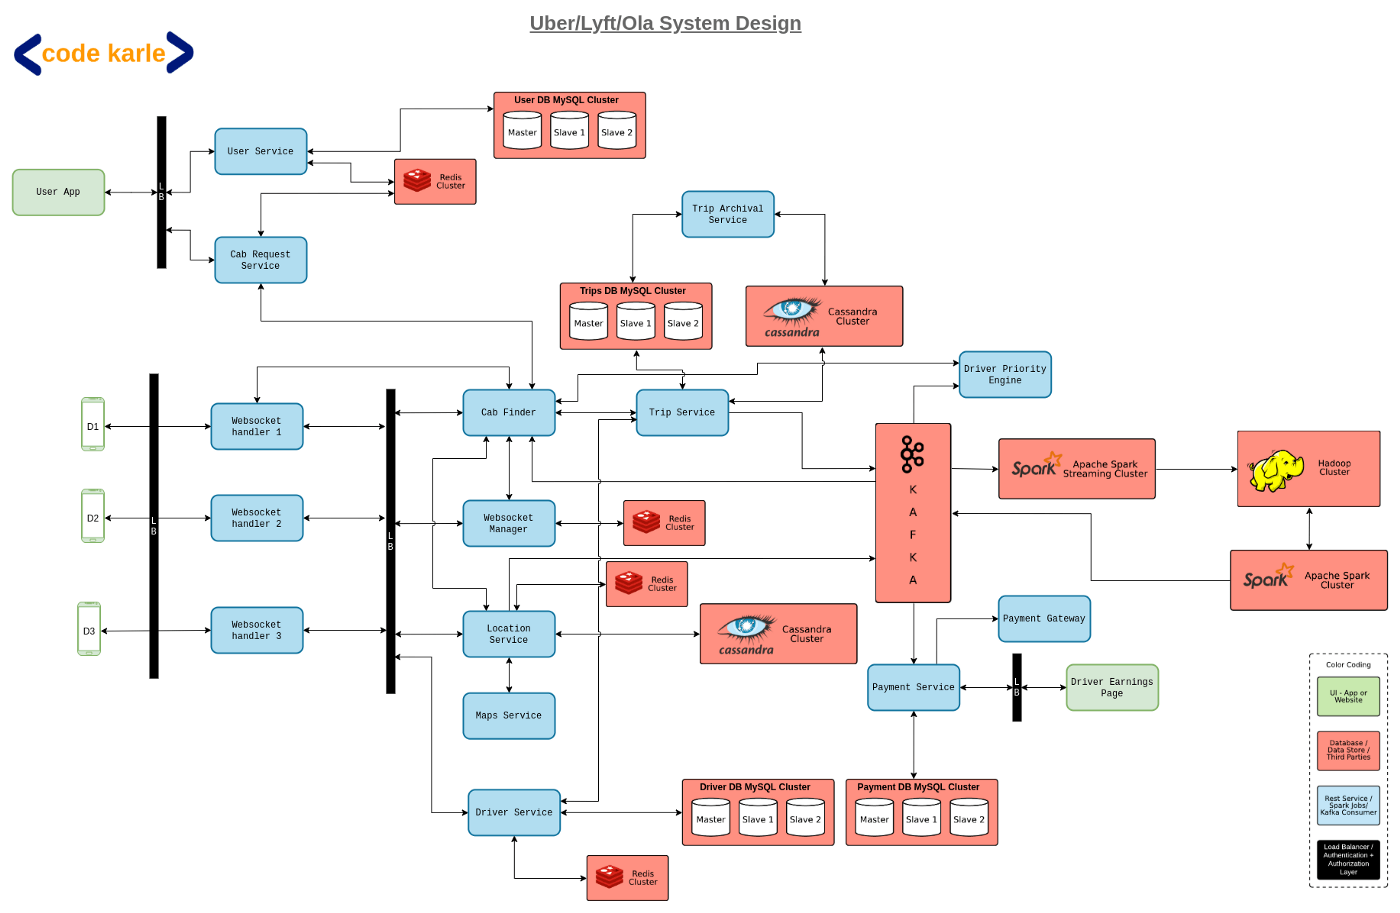 Uber/Lyft/Ola System Design
code karle
User DB MySQL Cluster
Master
Slave 1
Slave 2
User Service
Redis
Cluster
User App
L
B
Cab Request
Service
Trip Archival
Service
Trips DB MySQL Cluster
Master
Slave 1
Slave 2
cassandra
Cassandra
Cluster
Driver Priority
Engine
D1
Websocket
handler 1
Cab Finder
Trip Service
K
A
F
K
A
Spark
Apache Spark
Streaming Cluster
Hadoop
Cluster
D2
L
B
Websocket
handler 2
L
B
Websocket
Manager
Redis
Cluster
Redis
Cluster
Spark
Apache Spark
Cluster
D3
Websocket
handler 3
Location
Service
cassandra
Cassandra
Cluster
Payment Gateway
Maps Service
Payment Service
L
B
Driver Earnings
Page
Driver Service
Driver DB MySQL Cluster
Master
Slave 1
Slave 2
Payment DB MySQL Cluster
Master
Slave 1
Slave 2
Redis
Cluster
Color Coding
UI - App or
Website
Database /
Data Store /
Third Parties
Rest Service /
Spark Jobs/
Kafka Consumer
Load Balancer /
Authentication +
Authorization
Layer